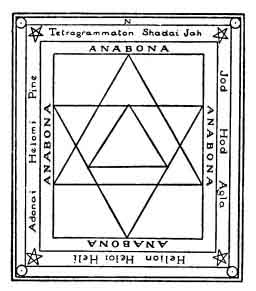 N
Tetragrammaton Shadai Jah
ANABONA
Jod Hod Agla
ANABONA
Helion Heloi Heli
ANABONA
Adonai Helomi Pine
ANABONA